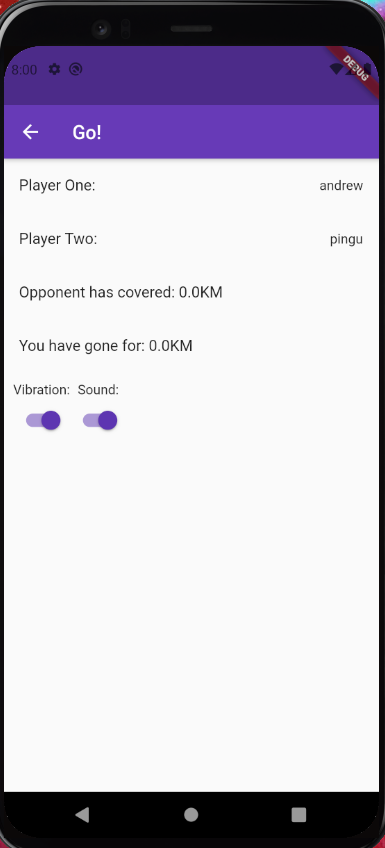 8:00
DEBUG
Go!
Player One: andrew
Player Two: pingu
Opponent has covered: 0.0KM
You have gone for: 0.0KM
Vibration: Sound: